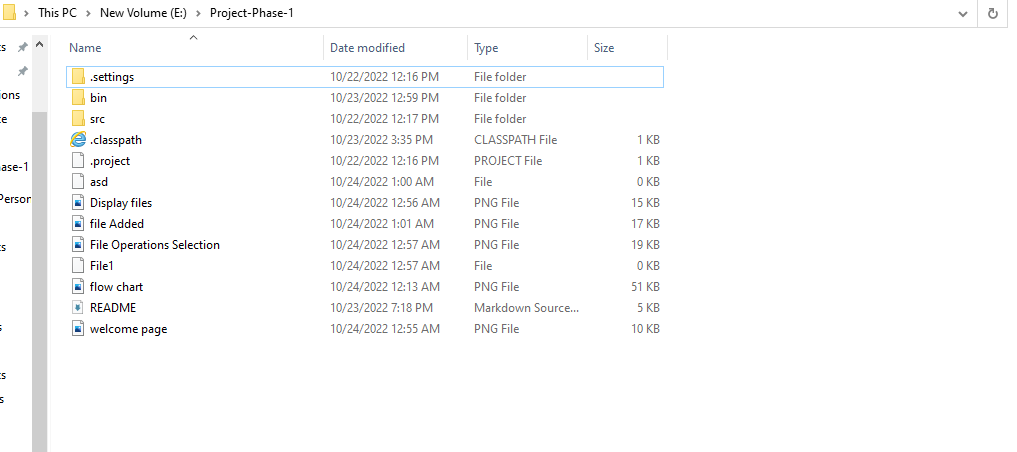 This PC > New Volume (E:) > Project-Phase-1
Name Date modified Type Size
.settings 10/22/2022 12:16 PM File folder
bin 10/23/2022 12:59 PM File folder
src 10/22/2022 12:17 PM File folder
.classpath 10/23/2022 3:35 PM CLASSPATH File 1 KB
.project 10/22/2022 12:16 PM PROJECT File 1 KB
asd 10/24/2022 1:00 AM File 0 KB
Display files 10/24/2022 12:56 AM PNG File 15 KB
file Added 10/24/2022 1:01 AM PNG File 17 KB
File Operations Selection 10/24/2022 12:57 AM PNG File 19 KB
File1 10/24/2022 12:57 AM File 0 KB
flow chart 10/24/2022 12:13 AM PNG File 51 KB
README 10/23/2022 7:18 PM Markdown Source... 5 KB
welcome page 10/24/2022 12:55 AM PNG File 10 KB
ts
ions
ce
hase-1
Person
ts
s
ts
s